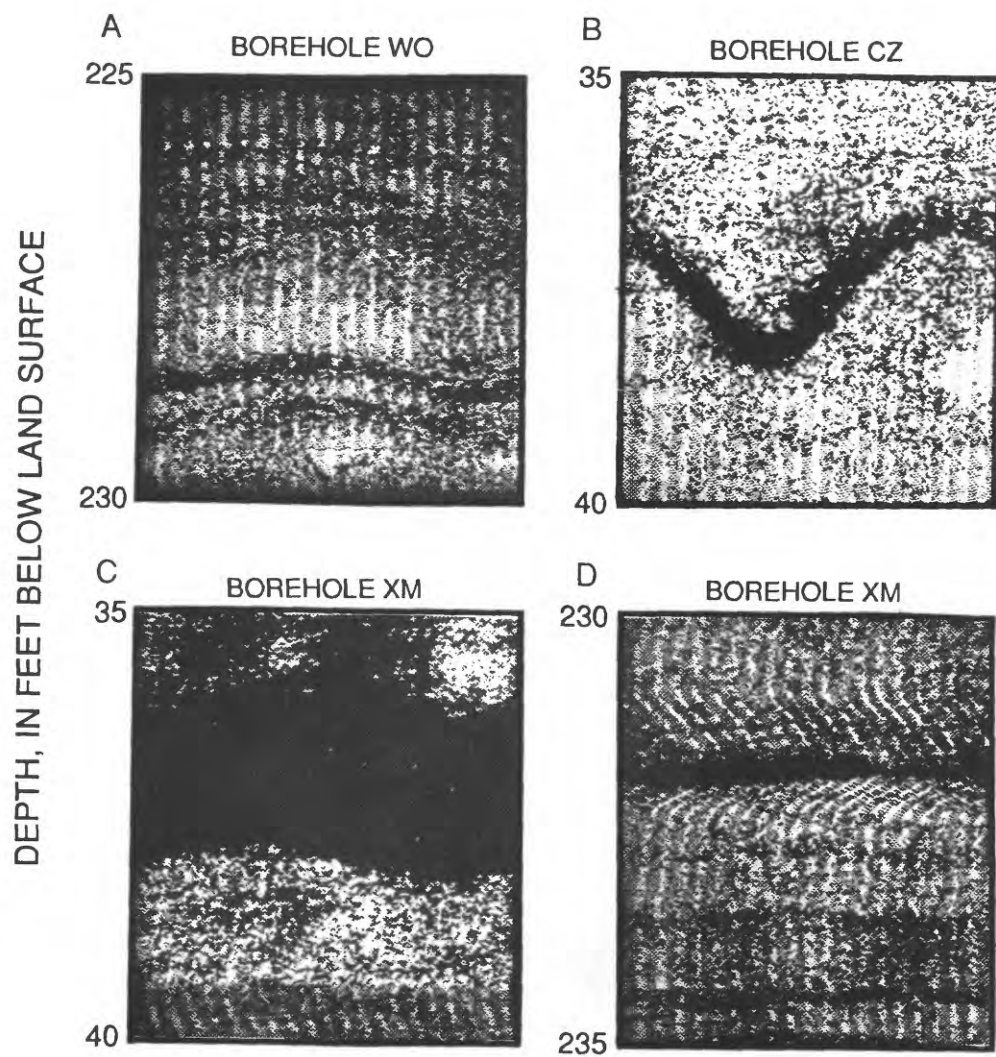 DEPTH, IN FEET BELOW LAND SURFACE
A
BOREHOLE WO
225
230
B
BOREHOLE CZ
35
40
C
BOREHOLE XM
35
40
D
BOREHOLE XM
230
235